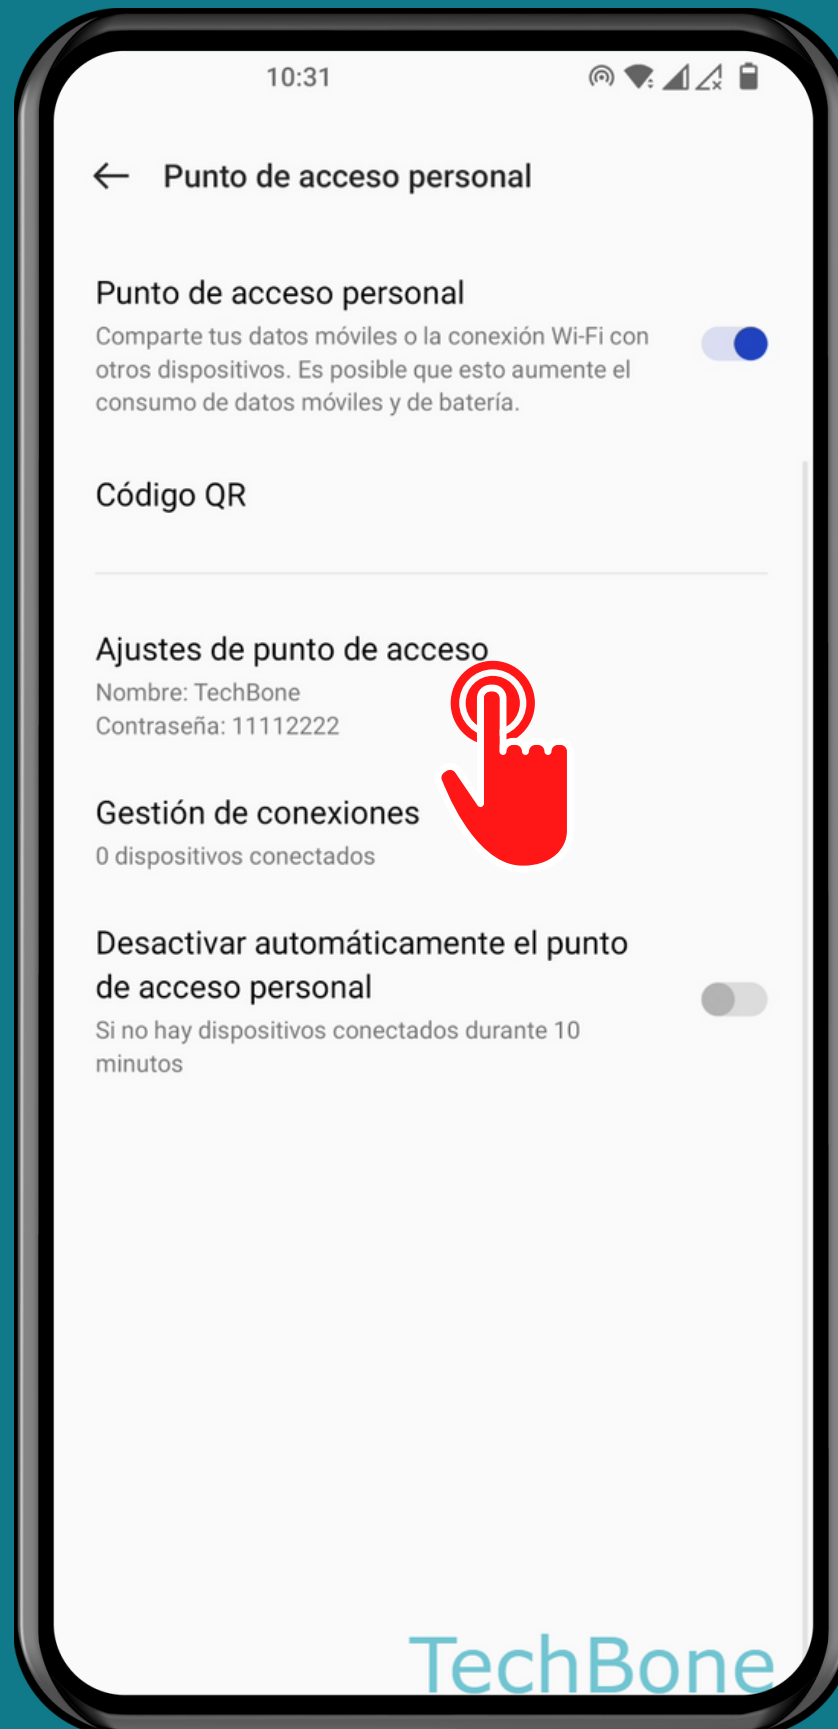 10:31
Punto de acceso personal
Punto de acceso personal
Comparte tus datos móviles o la conexión Wi-Fi con
otros dispositivos. Es posible que esto aumente el
consumo de datos móviles y de batería.
Código QR
Ajustes de punto de acceso
Nombre: TechBone
Contraseña: 11112222
Gestión de conexiones
0 dispositivos conectados
Desactivar automáticamente el punto
de acceso personal
Si no hay dispositivos conectados durante 10
minutos
TechBone